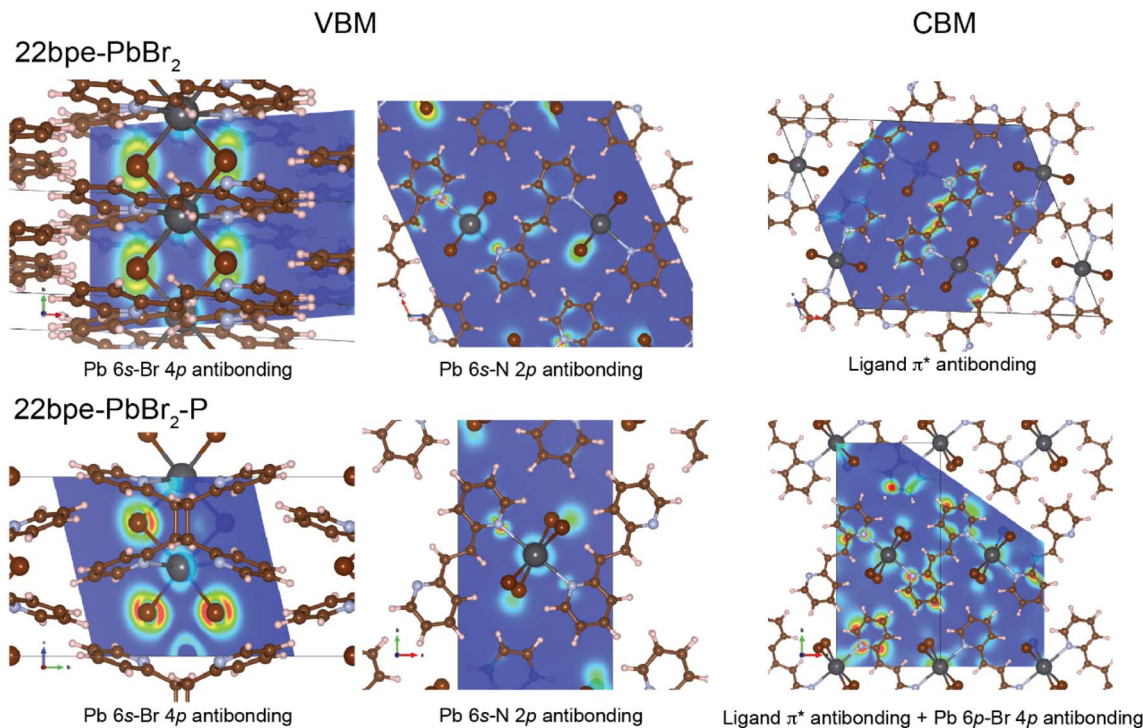 VBM
CBM
22bpe-PbBr₂
Pb 6s-Br 4p antibonding
Pb 6s-N 2p antibonding
Ligand π* antibonding
22bpe-PbBr₂-P
Pb 6s-Br 4p antibonding
Pb 6s-N 2p antibonding
Ligand π* antibonding + Pb 6p-Br 4p antibonding